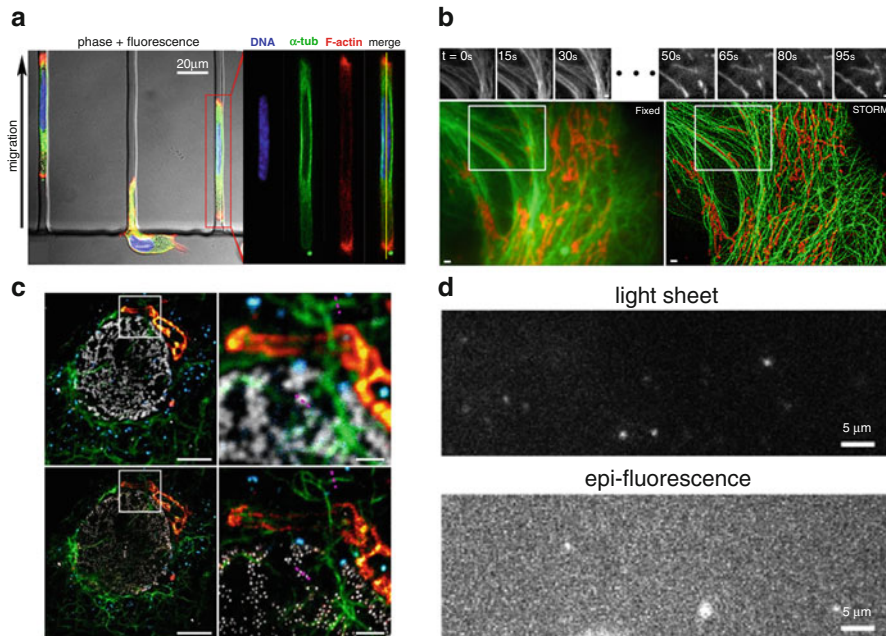 a
phase + fluorescence
DNA
α-tub
F-actin
merge
20μm
migration
b
t = 0s
15s
30s
50s
65s
80s
95s
Fixed
STORM
c
d
light sheet
5 μm
epi-fluorescence
5 μm